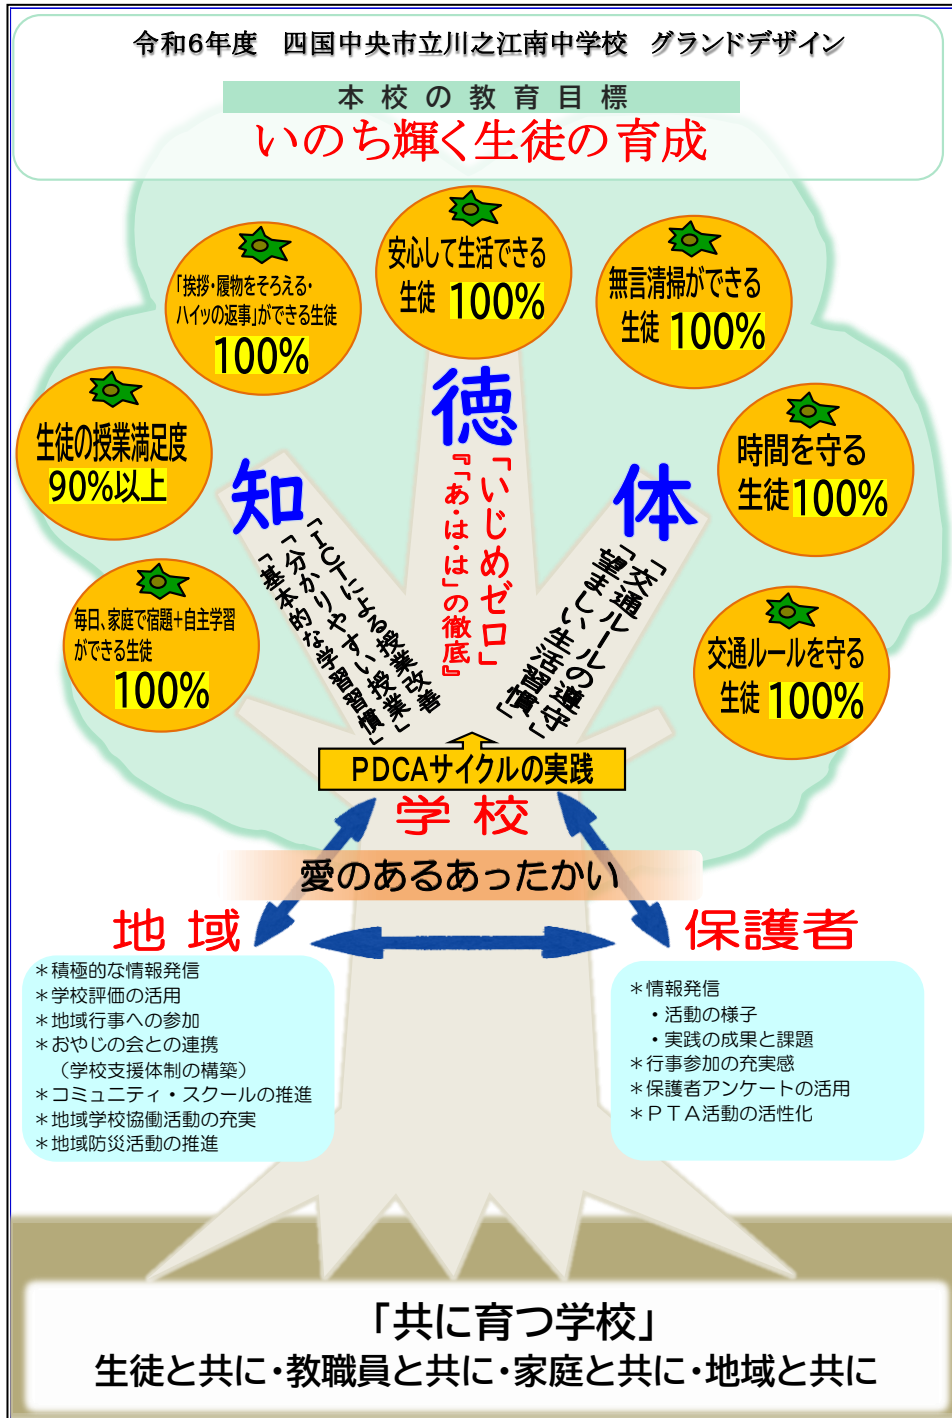 令和６年度　四国中央市立川之江南中学校　グランドデザイン
本校の教育目標
いのち輝く生徒の育成
安心して生活できる
生徒 100%
「挨拶・履物をそろえる・
ハイッの返事」ができる生徒
100%
無言清掃ができる
生徒 100%
生徒の授業満足度
90%以上
時間を守る
生徒 100%
毎日、家庭で宿題＋自主学習
ができる生徒
100%
交通ルールを守る
生徒 100%
知
「ＩＣＴによる授業改善
「分かりやすい授業」
「基本的な学習習慣」
徳
「いじめゼロ」
『「あ・は・は」の徹底』
体
「交通ルールの遵守」
「望ましい生活習慣」
ＰＤＣＡサイクルの実践
学校
愛のあるあったかい
地域
＊積極的な情報発信
＊学校評価の活用
＊地域行事への参加
＊おやじの会との連携
（学校支援体制の構築）
＊コミュニティ・スクールの推進
＊地域学校協働活動の充実
＊地域防災活動の推進
保護者
＊情報発信
・活動の様子
・実践の成果と課題
＊行事参加の充実感
＊保護者アンケートの活用
＊ＰＴＡ活動の活性化
「共に育つ学校」
生徒と共に・教職員と共に・家庭と共に・地域と共に